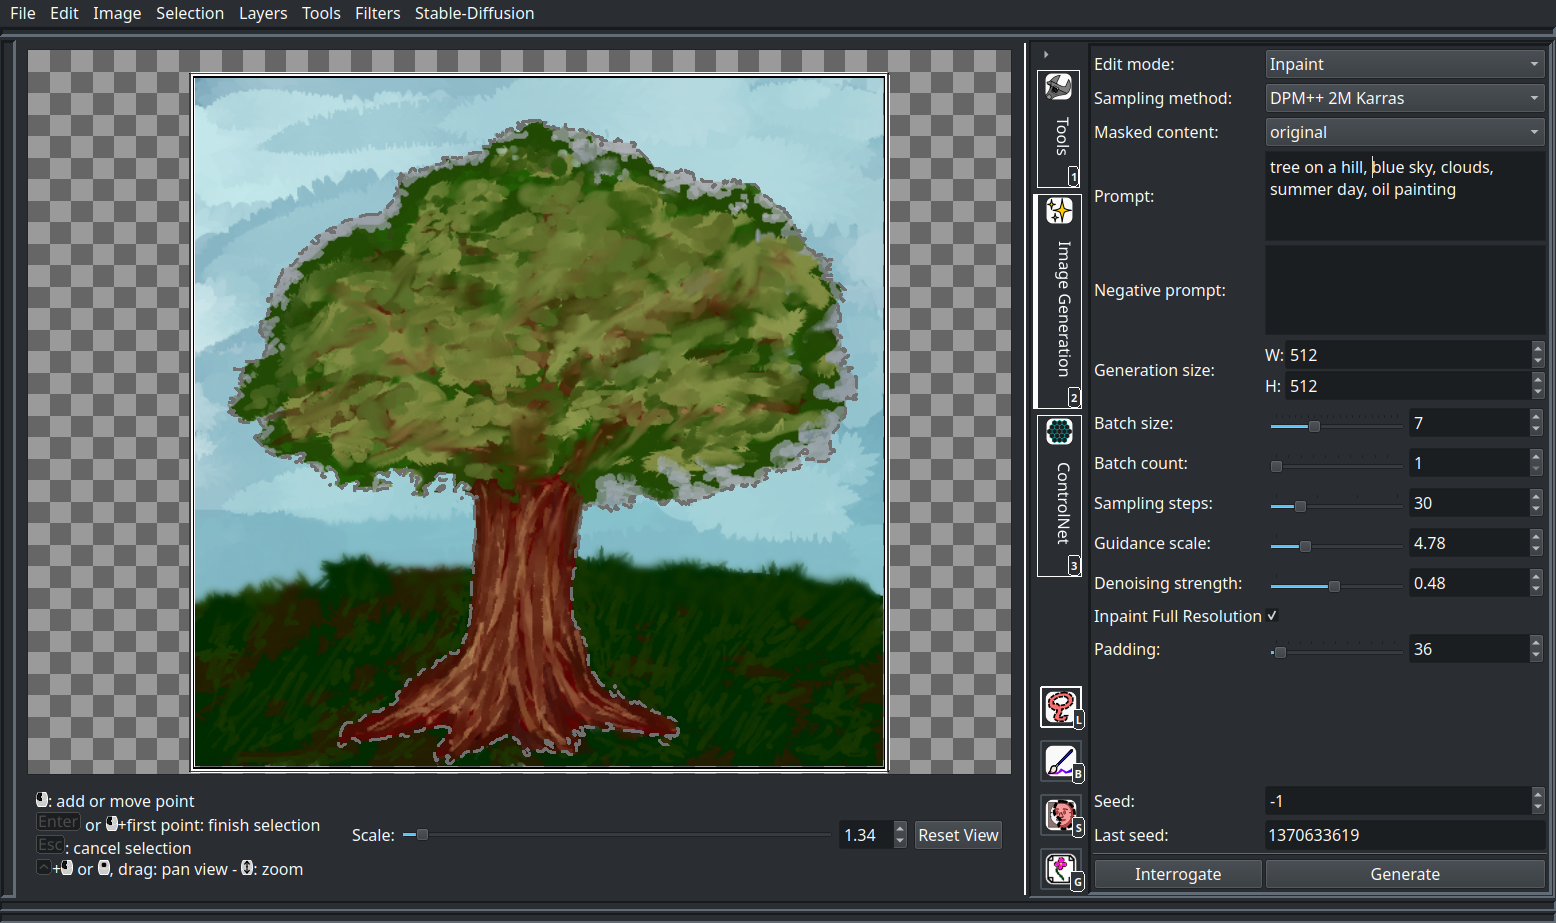 File Edit Image Selection Layers Tools Filters Stable-Diffusion
Tools
1
Image Generation
2
ControlNet
3
L
B
S
G
Edit mode: Inpaint
Sampling method: DPM++ 2M Karras
Masked content: original
Prompt: tree on a hill, blue sky, clouds,
summer day, oil painting
Negative prompt:
Generation size: W: 512
H: 512
Batch size: 7
Batch count: 1
Sampling steps: 30
Guidance scale: 4.78
Denoising strength: 0.48
Inpaint Full Resolution ✓
Padding: 36
Seed: -1
Last seed: 1370633619
Interrogate Generate
: add or move point
Enter or +first point: finish selection
Esc: cancel selection
^+ or , drag: pan view - : zoom
Scale: 1.34 Reset View